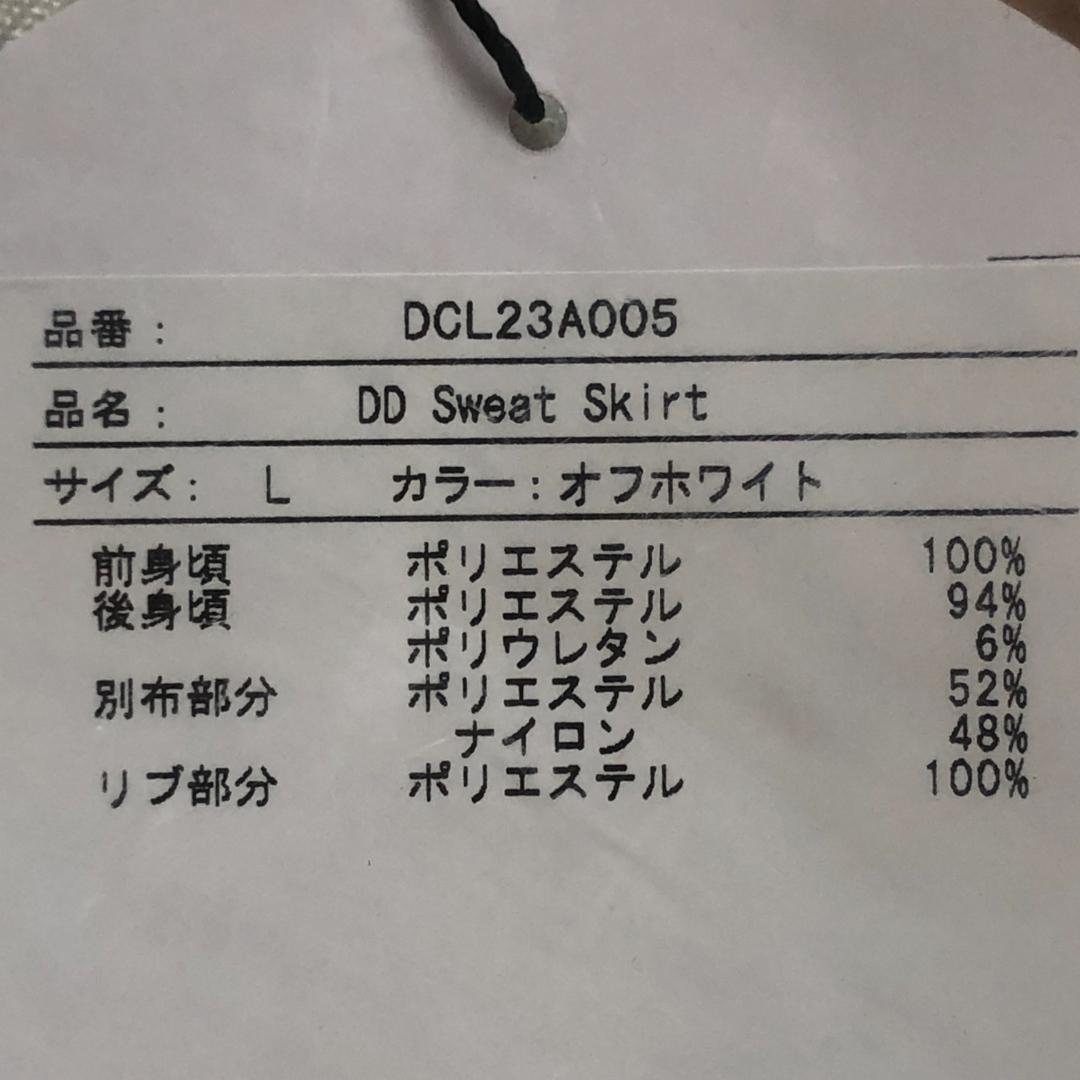 品番： DCL23A005
品名： DD Sweat Skirt
サイズ： L カラー：オフホワイト
前身頃 ポリエステル 100%
後身頃 ポリエステル 94%
ポリウレタン 6%
別布部分 ポリエステル 52%
ナイロン 48%
リブ部分 ポリエステル 100%